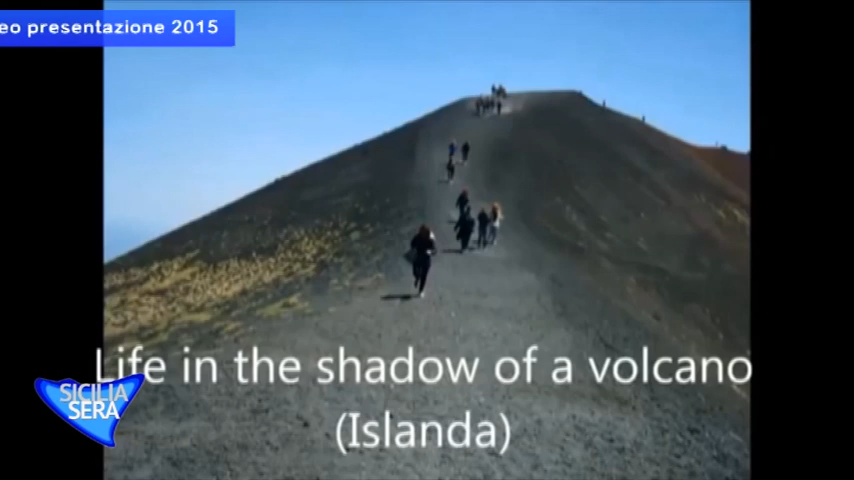 eo presentazione 2015
Life in the shadow of a volcano
(Islanda)
SICILIA
SERA